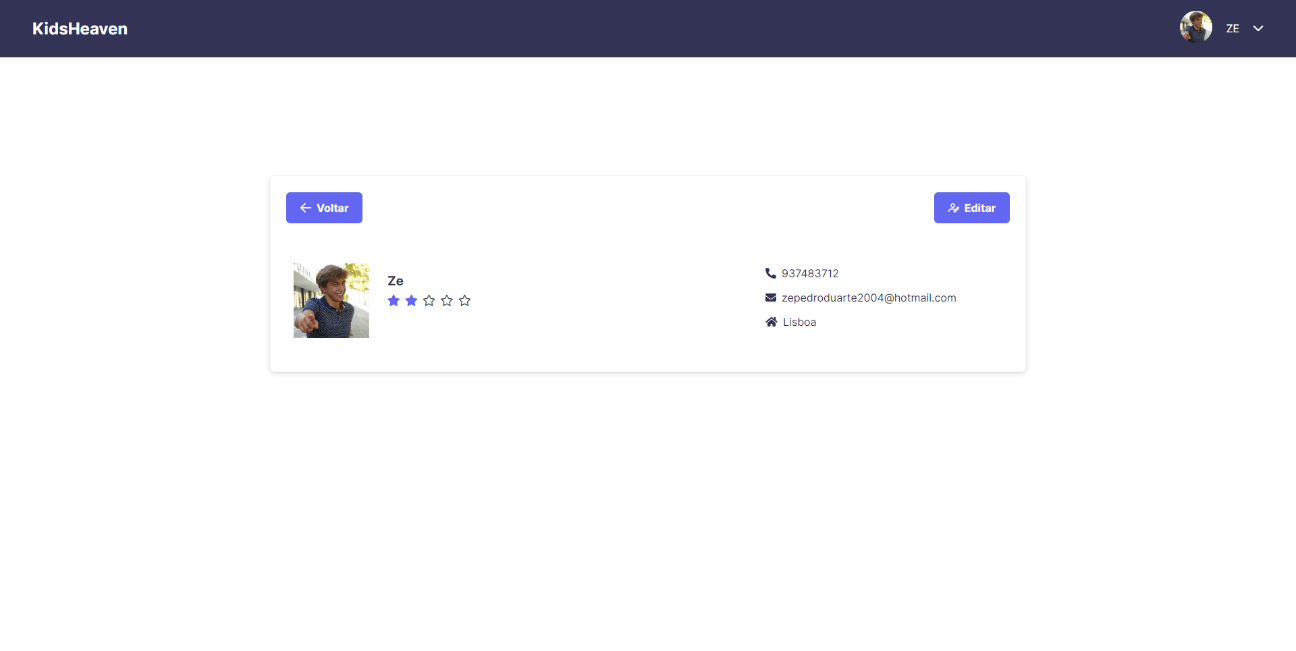 KidsHeaven
ZE
Voltar
Editar
Ze
937483712
zepedroduarte2004@hotmail.com
Lisboa